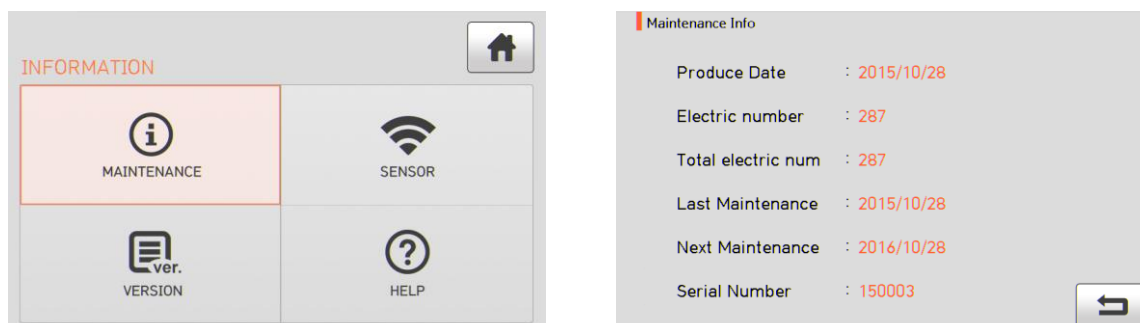 INFORMATION
MAINTENANCE
SENSOR
ver.
VERSION
HELP
Maintenance Info
Produce Date : 2015/10/28
Electric number : 287
Total electric num : 287
Last Maintenance : 2015/10/28
Next Maintenance : 2016/10/28
Serial Number : 150003